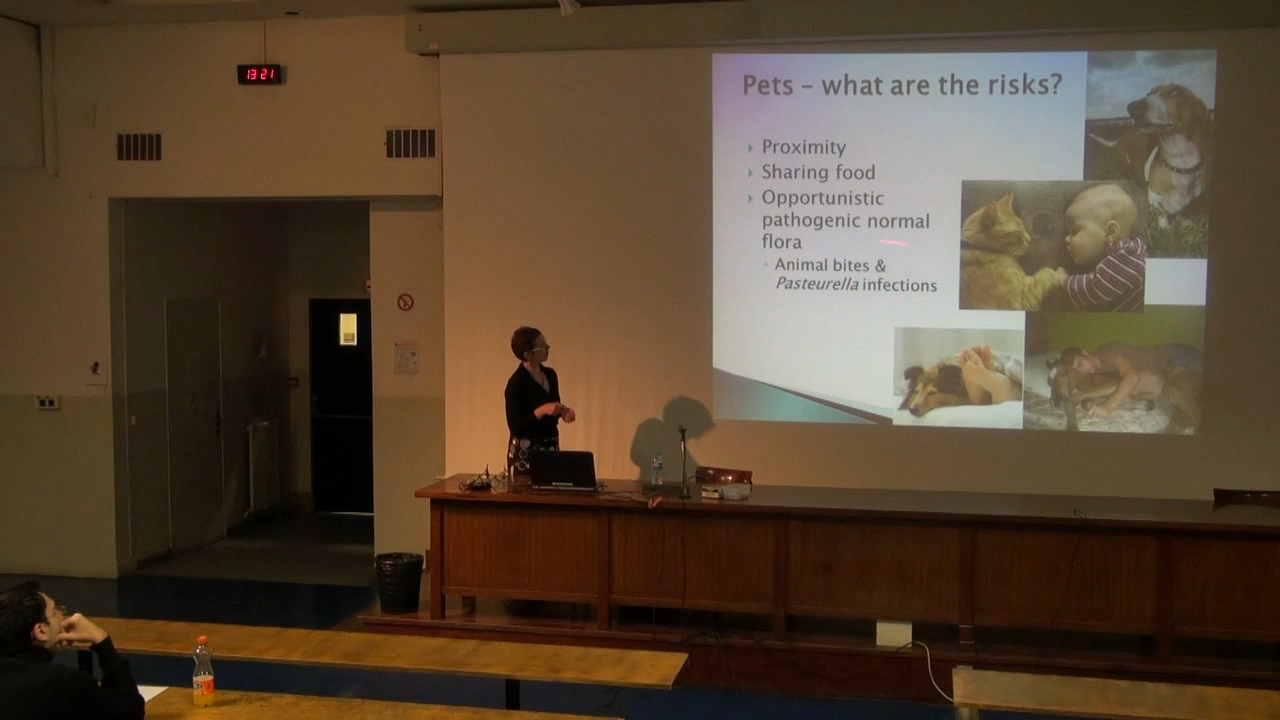 13 21
Pets – what are the risks?
Proximity
Sharing food
Opportunistic
pathogenic normal
flora
Animal bites &
Pasteurella infections